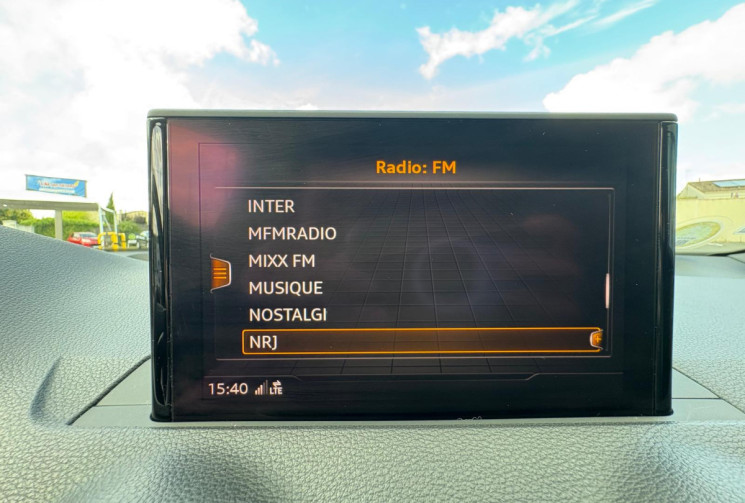 Radio: FM
INTER
MFMRADIO
MIXX FM
MUSIQUE
NOSTALGI
NRJ
15:40 LTE